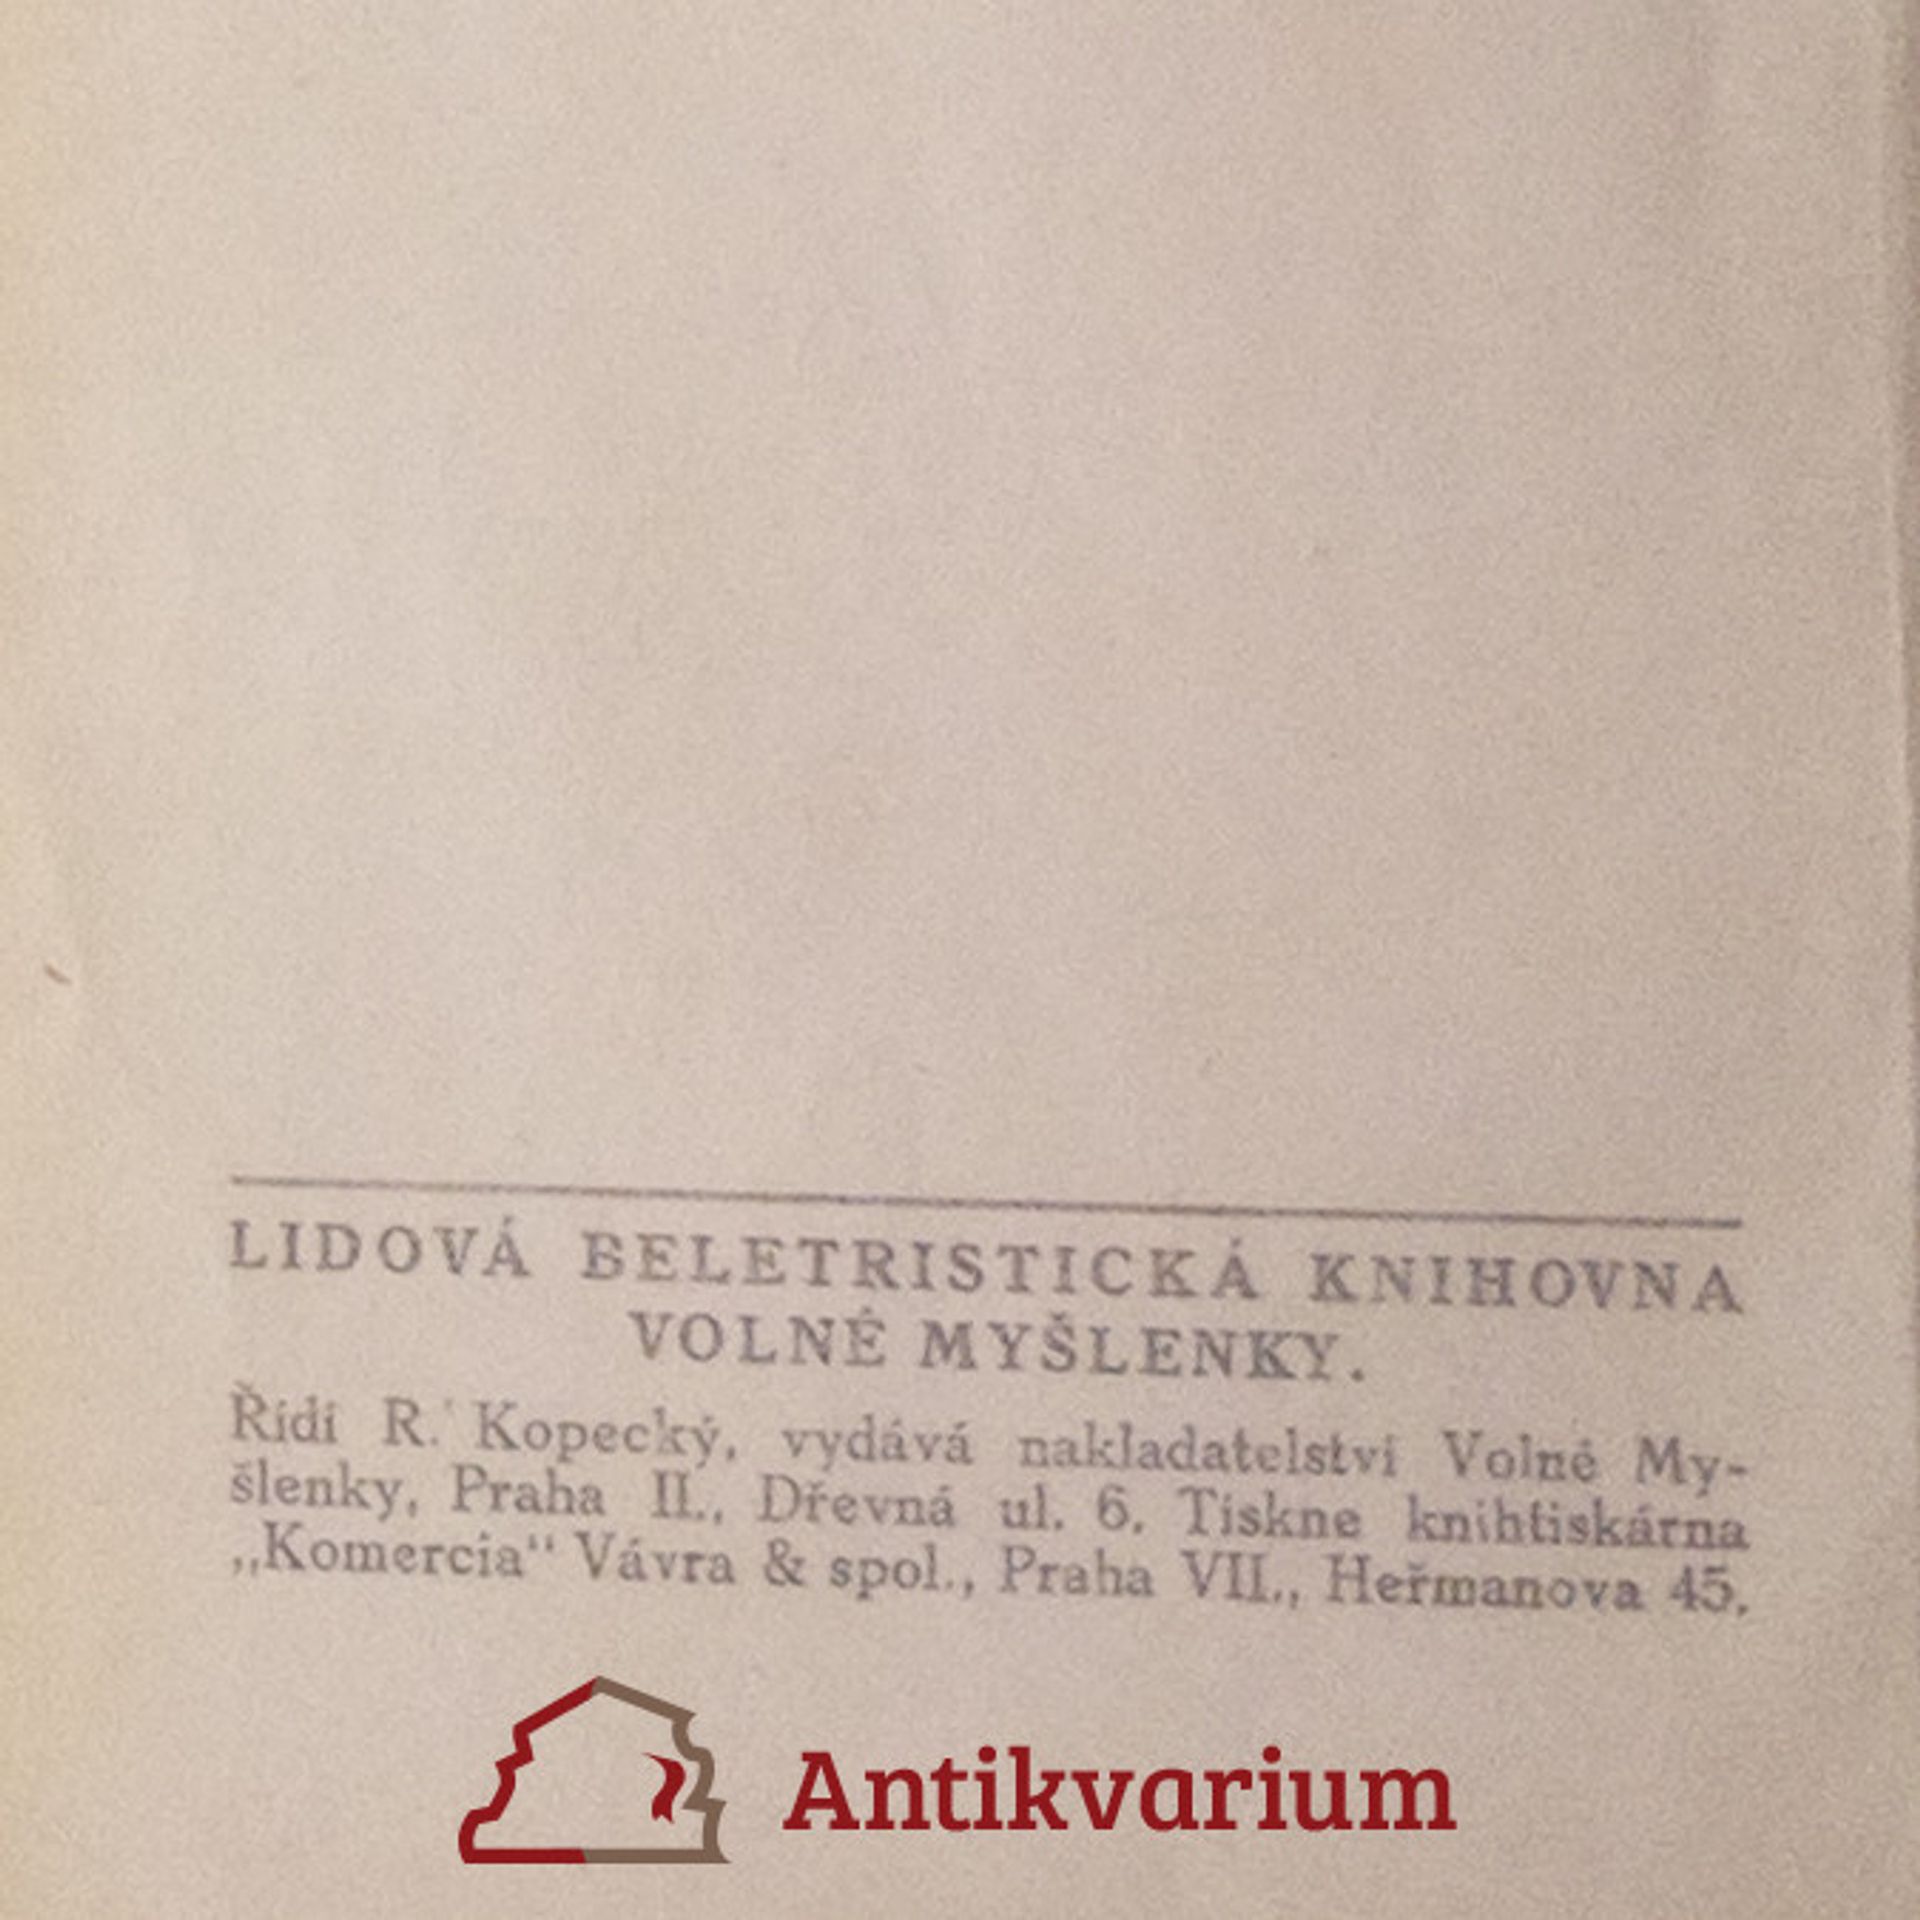 LIDOVÁ BELETRISTICKÁ KNIHOVNA
VOLNÉ MYŠLENKY.
Řídí R. Kopecký, vydává nakladatelství Volné My-
šlenky, Praha II., Dřevná ul. 6. Tiskne knihtiskárna
„Komercia“ Vávra & spol., Praha VII., Heřmanova 45.
Antikvarium